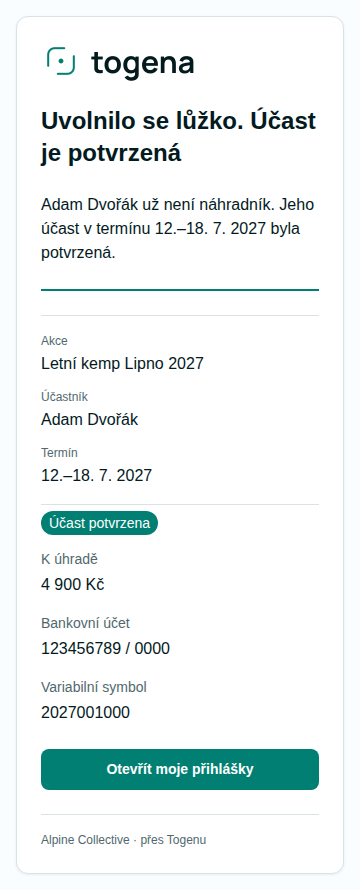 togena
Uvolnilo se lůžko. Účast
je potvrzená
Adam Dvořák už není náhradník. Jeho
účast v termínu 12.–18. 7. 2027 byla
potvrzená.
Akce
Letní kemp Lipno 2027
Účastník
Adam Dvořák
Termín
12.–18. 7. 2027
Účast potvrzena
K úhradě
4 900 Kč
Bankovní účet
123456789 / 0000
Variabilní symbol
2027001000
Otevřít moje přihlášky
Alpine Collective · přes Togenu